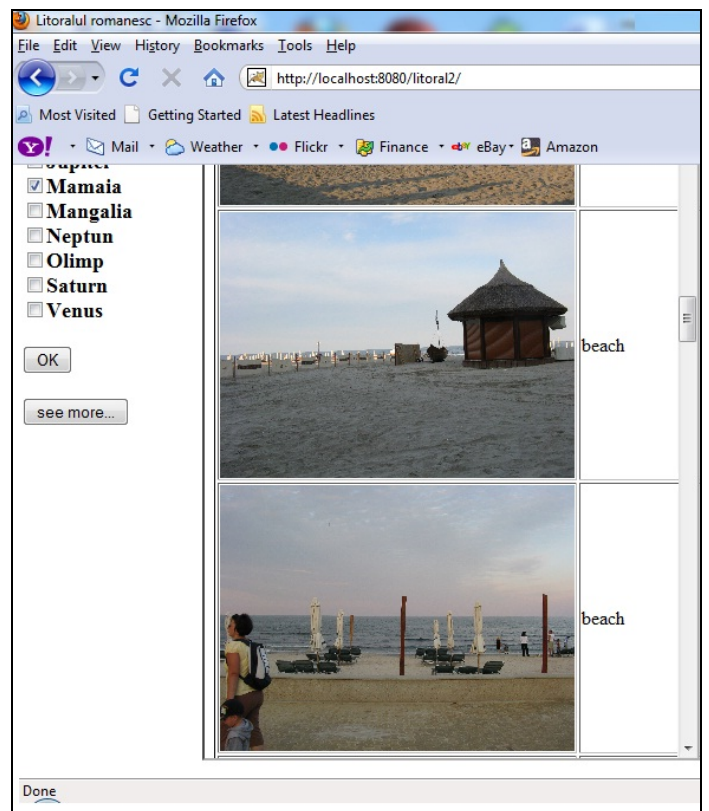 Litoralul romanesc - Mozilla Firefox
File Edit View History Bookmarks Tools Help
http://localhost:8080/litoral2/
Most Visited Getting Started Latest Headlines
Y! Mail Weather Flickr Finance eBay Amazon
Jupiter
Mamaia
Mangalia
Neptun
Olimp
Saturn
Venus
OK
see more...
beach
beach
Done